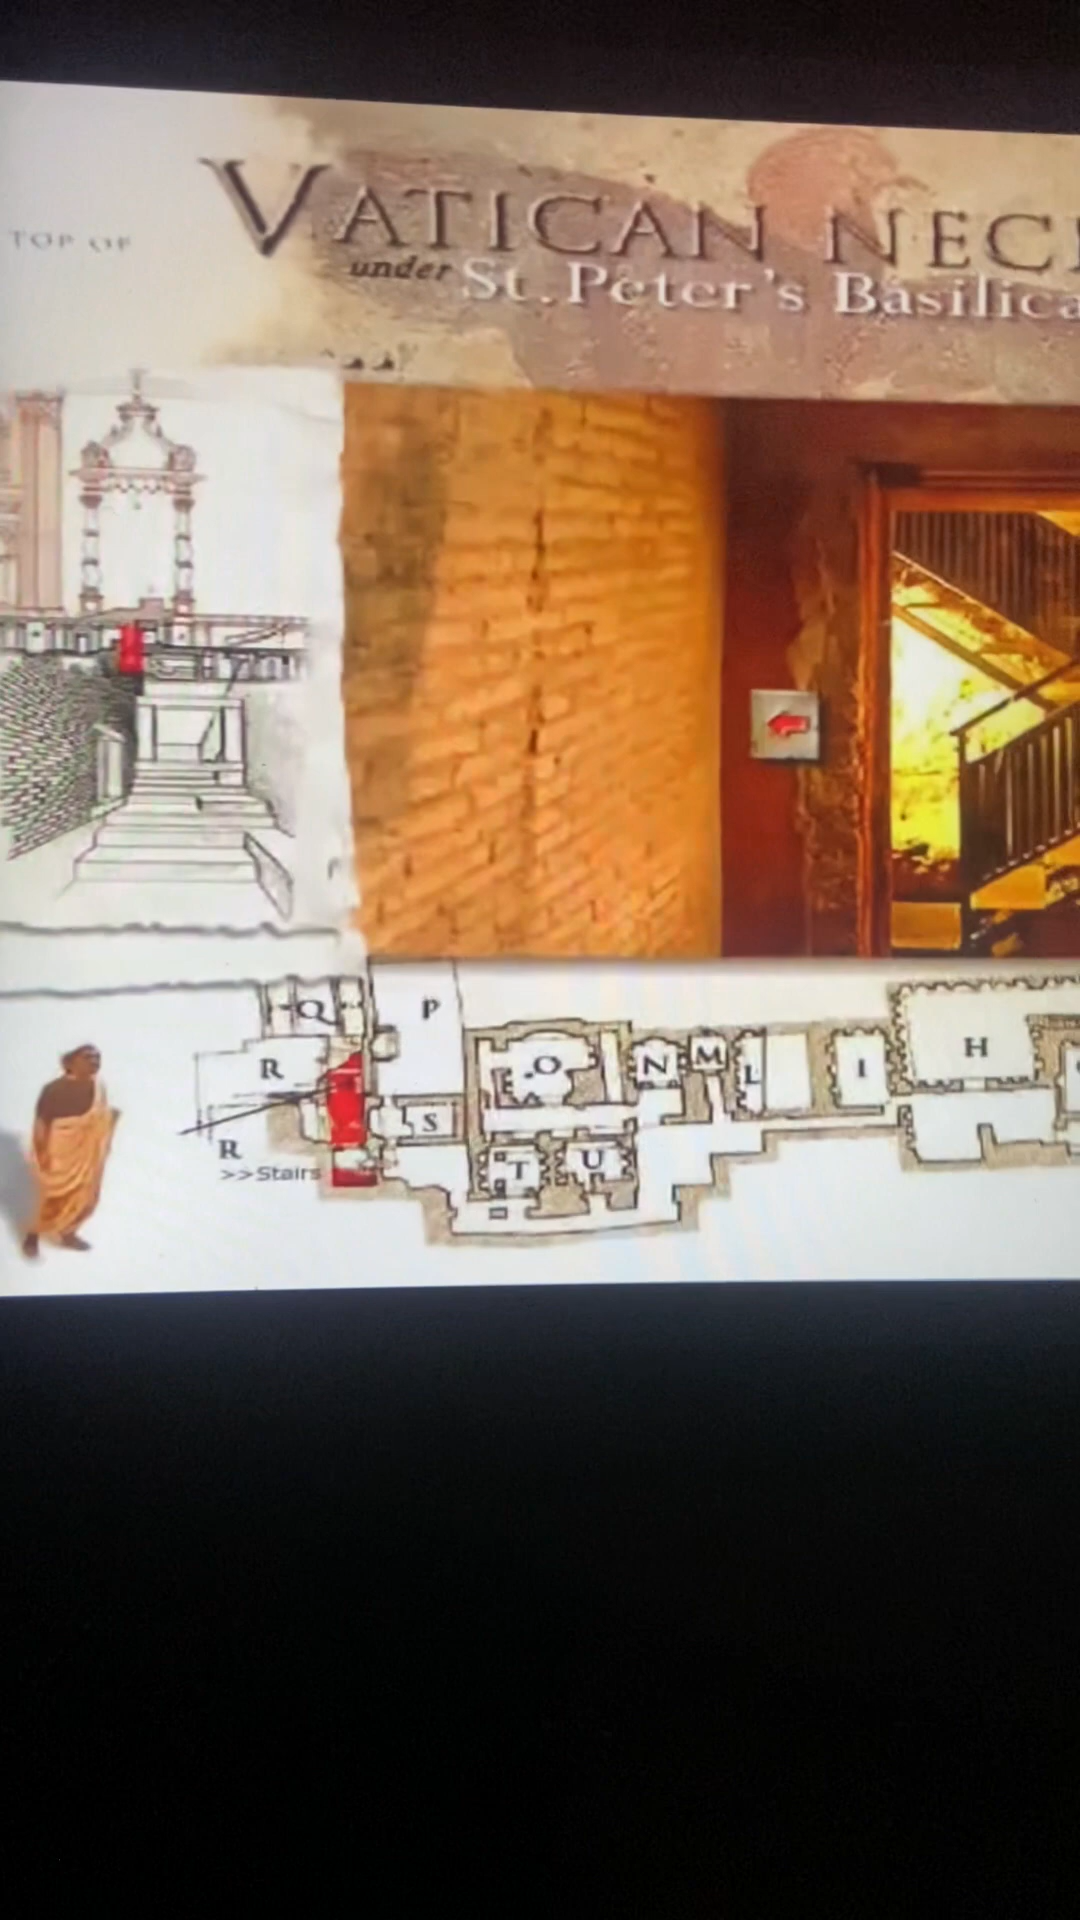 TOP OF
VATICAN NEC
under St. Peter's Basilica
Q
P
R
O
N
M
L
I
H
S
R
>>Stairs
T
U